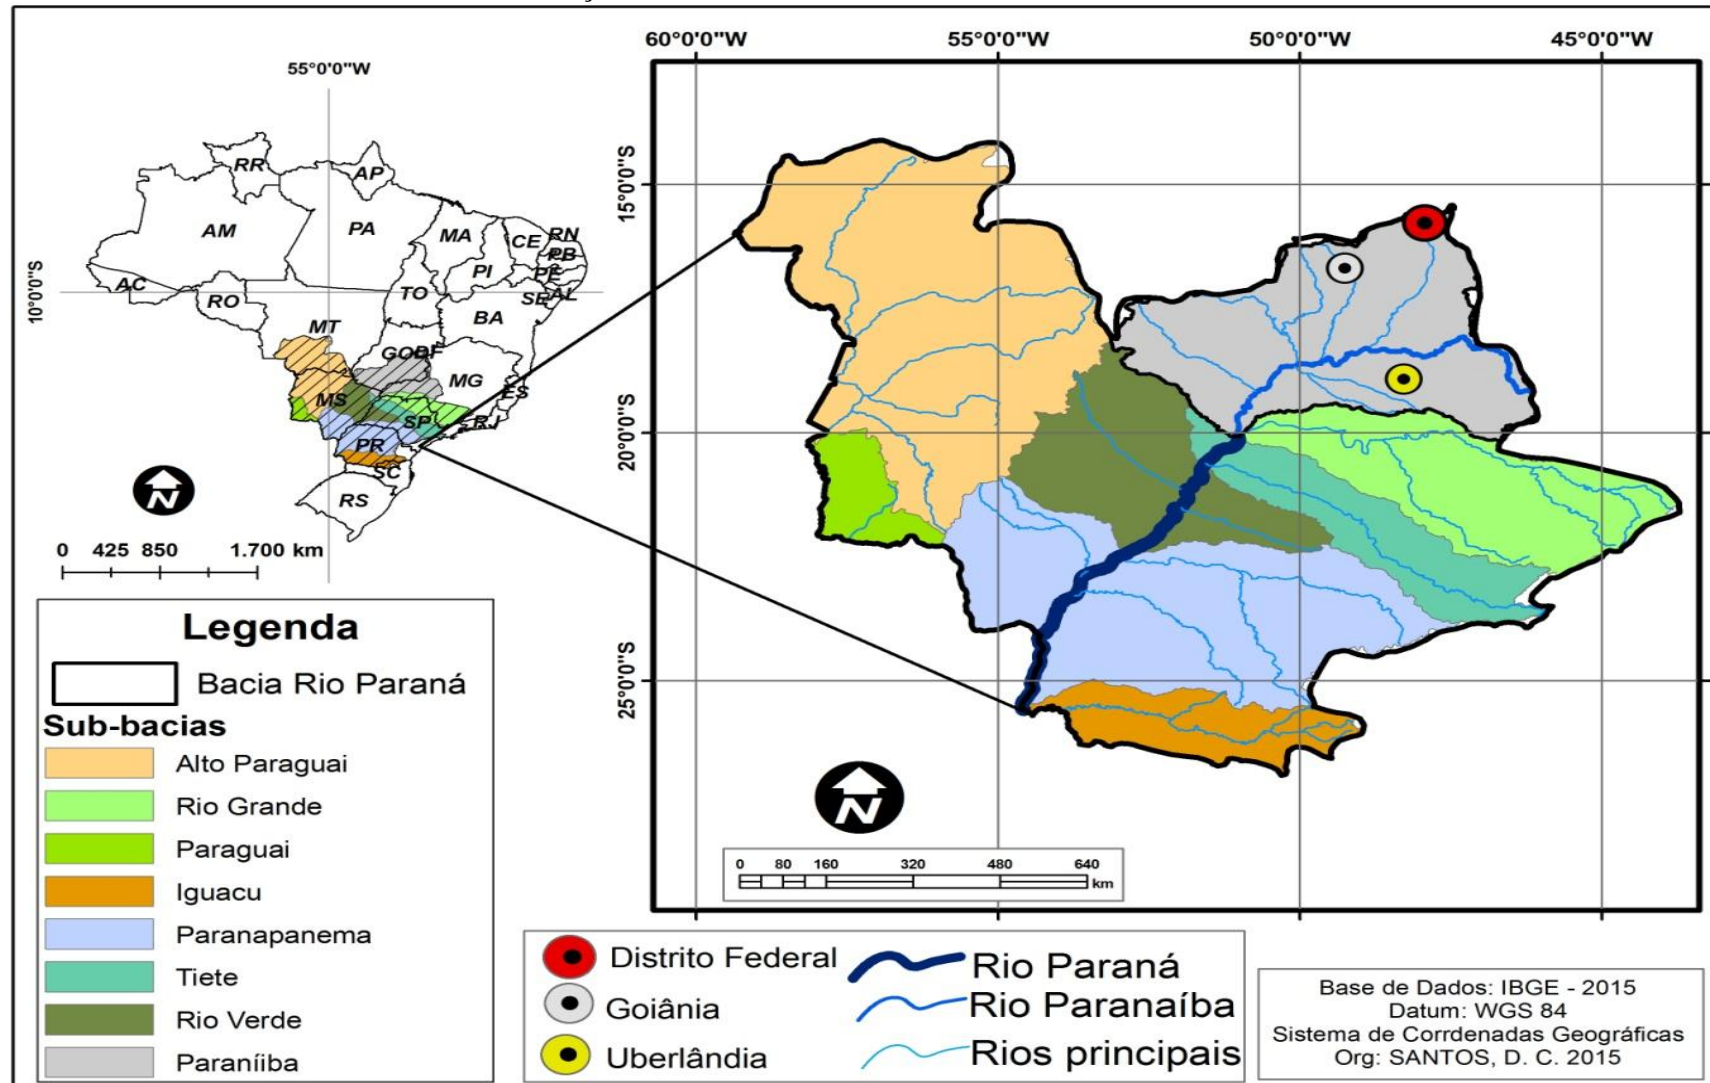 55°0'0"W
10°0'0"S
RR
AP
AM
PA
MA
CE
RN
PB
PI
PE
AC
TO
SE
AL
RO
BA
MT
GO
DF
MG
ES
MS
SP
RJ
PR
SC
RS
N
0 425 850 1.700 km
60°0'0"W 55°0'0"W 50°0'0"W 45°0'0"W
15°0'0"S
20°0'0"S
25°0'0"S
N
0 80 160 320 480 640
km
Legenda
Bacia Rio Paraná
Sub-bacias
Alto Paraguai
Rio Grande
Paraguai
Iguacu
Paranapanema
Tiete
Rio Verde
Paraníiba
Distrito Federal
Goiânia
Uberlândia
Rio Paraná
Rio Paranaíba
Rios principais
Base de Dados: IBGE - 2015
Datum: WGS 84
Sistema de Corrdenadas Geográficas
Org: SANTOS, D. C. 2015